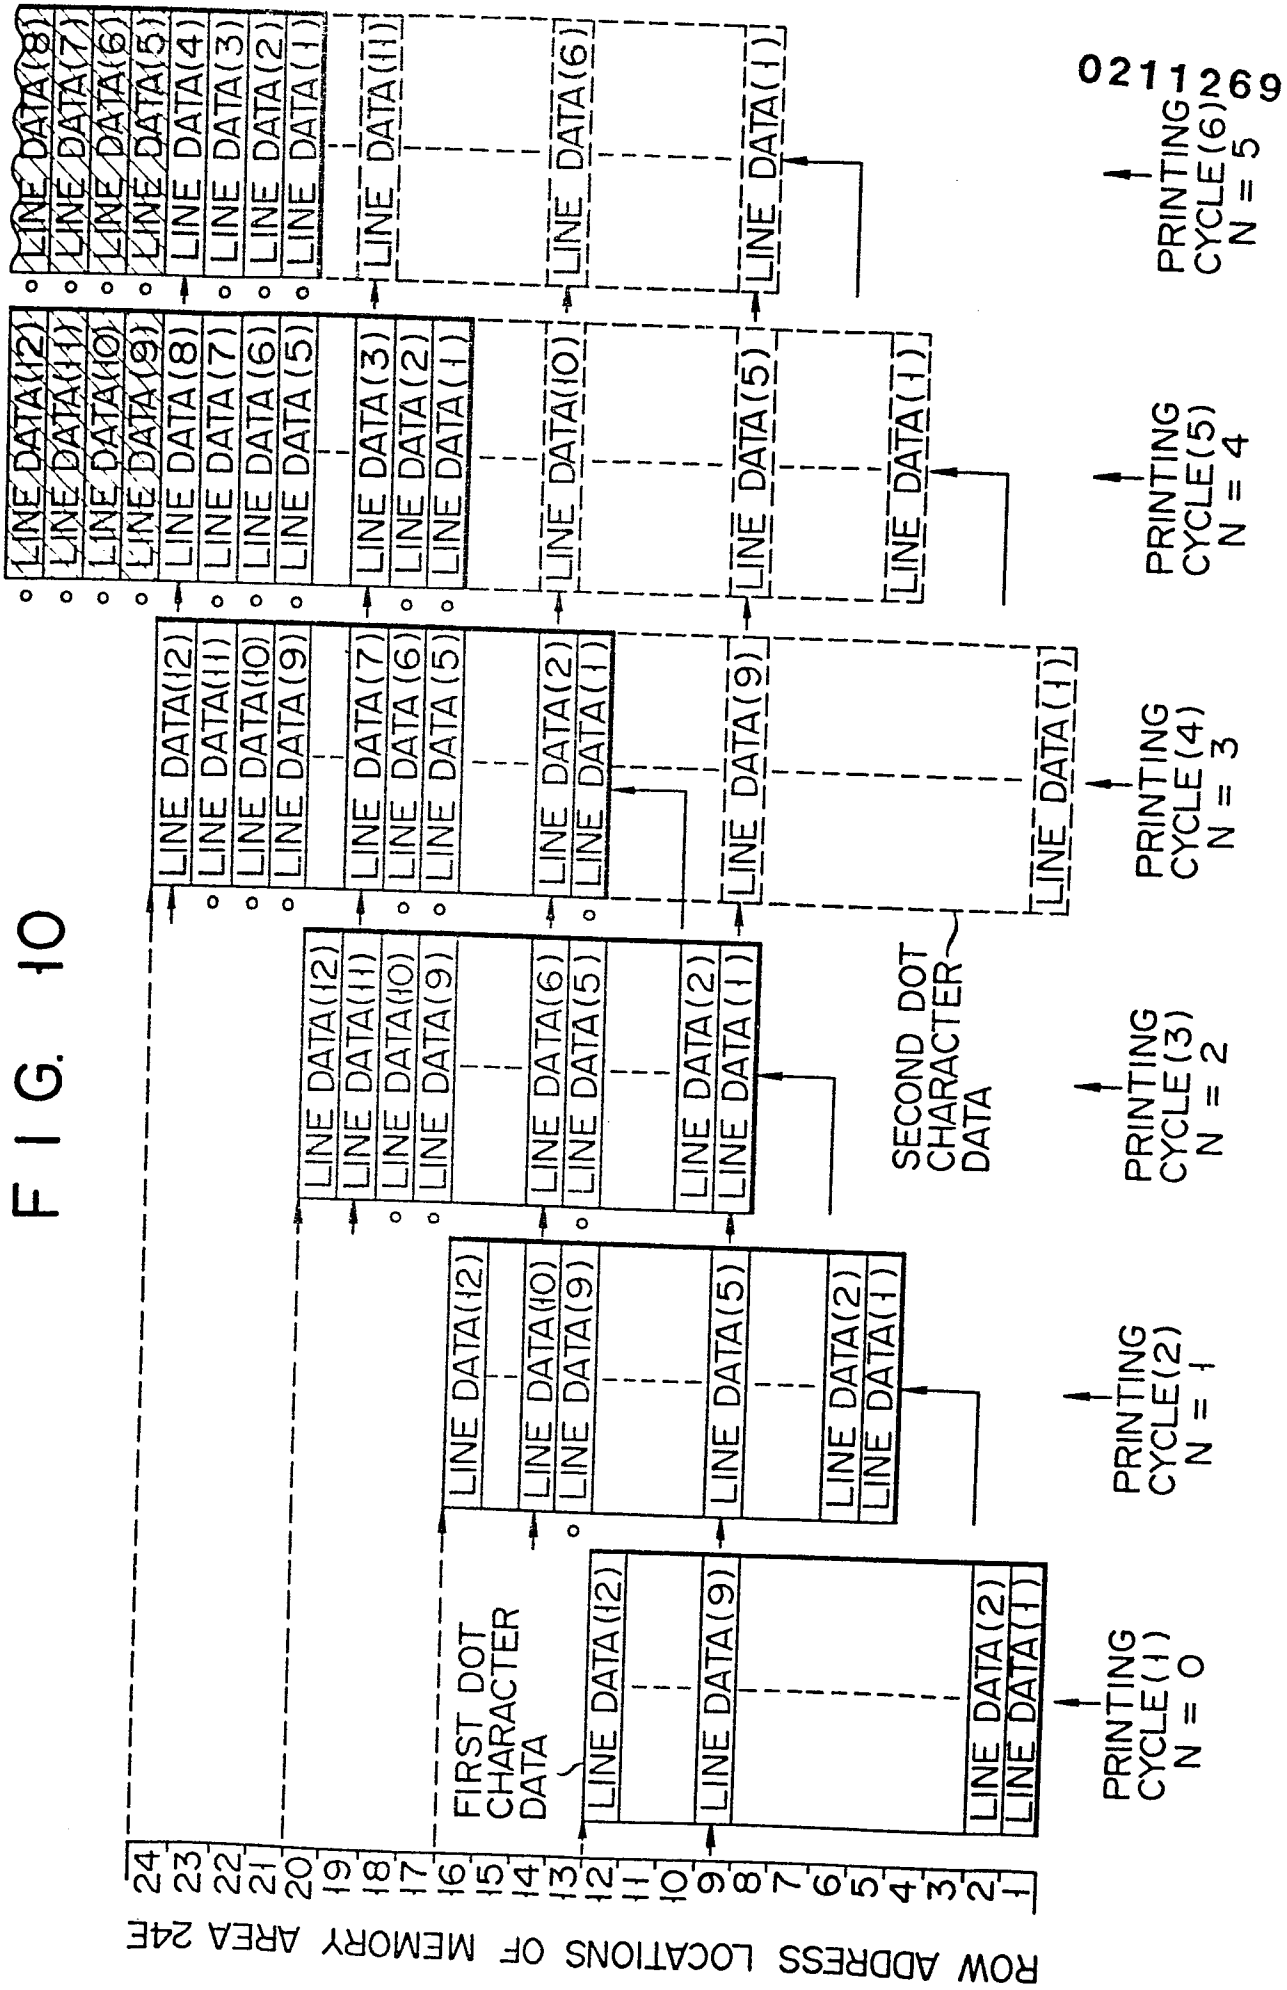 0211269
FIG. 10
ROW ADDRESS LOCATIONS OF MEMORY AREA 24E
24
23
22
21
20
19
18
17
16
15
14
13
12
11
10
9
8
7
6
5
4
3
2
1
FIRST DOT
CHARACTER
DATA
LINE DATA(12)
LINE DATA(9)
LINE DATA(2)
LINE DATA(1)
PRINTING
CYCLE(1)
N = 0
LINE DATA(12)
LINE DATA(10)
LINE DATA(9)
LINE DATA(5)
LINE DATA(2)
LINE DATA(1)
PRINTING
CYCLE(2)
N = 1
LINE DATA(12)
LINE DATA(11)
LINE DATA(10)
LINE DATA(9)
LINE DATA(6)
LINE DATA(5)
LINE DATA(2)
LINE DATA(1)
PRINTING
CYCLE(3)
N = 2
SECOND DOT
CHARACTER
DATA
LINE DATA(12)
LINE DATA(11)
LINE DATA(10)
LINE DATA(9)
LINE DATA(7)
LINE DATA(6)
LINE DATA(5)
LINE DATA(2)
LINE DATA(1)
LINE DATA(9)
LINE DATA(1)
PRINTING
CYCLE(4)
N = 3
LINE DATA(12)
LINE DATA(11)
LINE DATA(10)
LINE DATA(9)
LINE DATA(8)
LINE DATA(7)
LINE DATA(6)
LINE DATA(5)
LINE DATA(3)
LINE DATA(2)
LINE DATA(1)
LINE DATA(10)
LINE DATA(5)
LINE DATA(1)
PRINTING
CYCLE(5)
N = 4
LINE DATA(8)
LINE DATA(7)
LINE DATA(6)
LINE DATA(5)
LINE DATA(4)
LINE DATA(3)
LINE DATA(2)
LINE DATA(1)
LINE DATA(11)
LINE DATA(6)
LINE DATA(1)
PRINTING
CYCLE(6)
N = 5